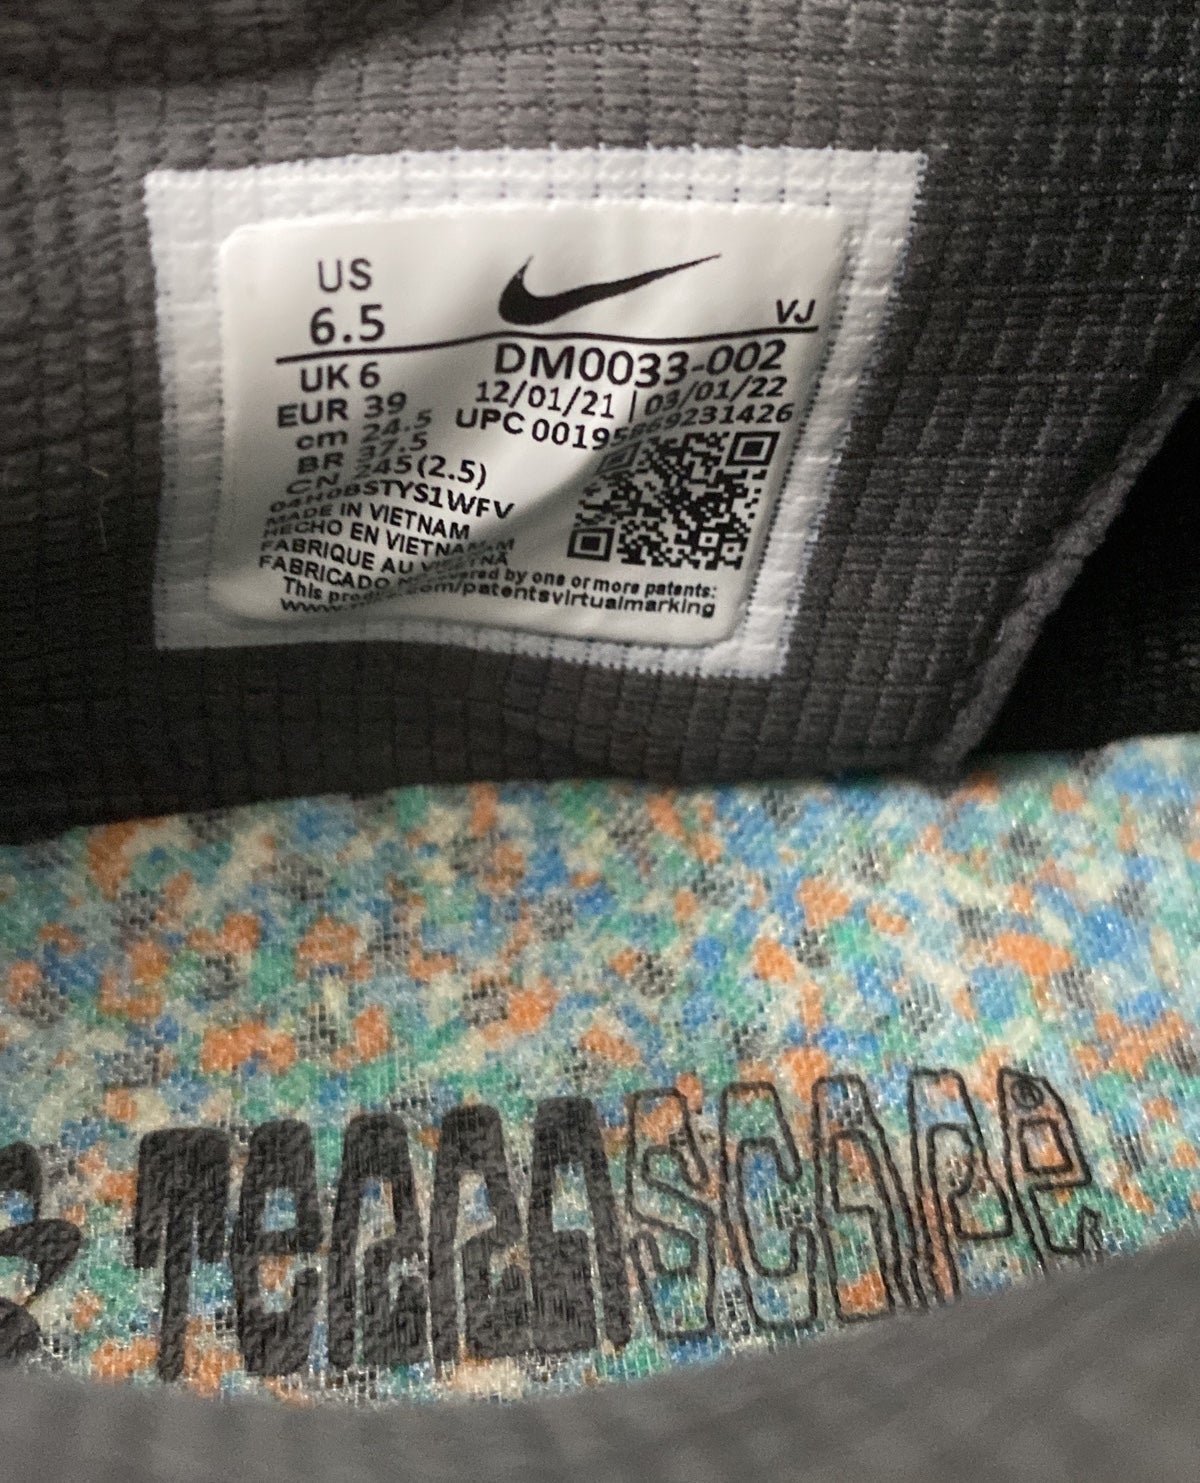 US
6.5
VJ
UK 6
EUR 39
cm 24.5
BR 37.5
CN 245(2.5)
04H0BSTYS1WFV
MADE IN VIETNAM
HECHO EN VIETNAM
FABRIQUE AU
FABRICADO
DM0033-002
12/01/21 | 03/01/22
UPC 00195869231426
This by one or more patents:
/patentsvirtualmarking
TeRRAScApe ®